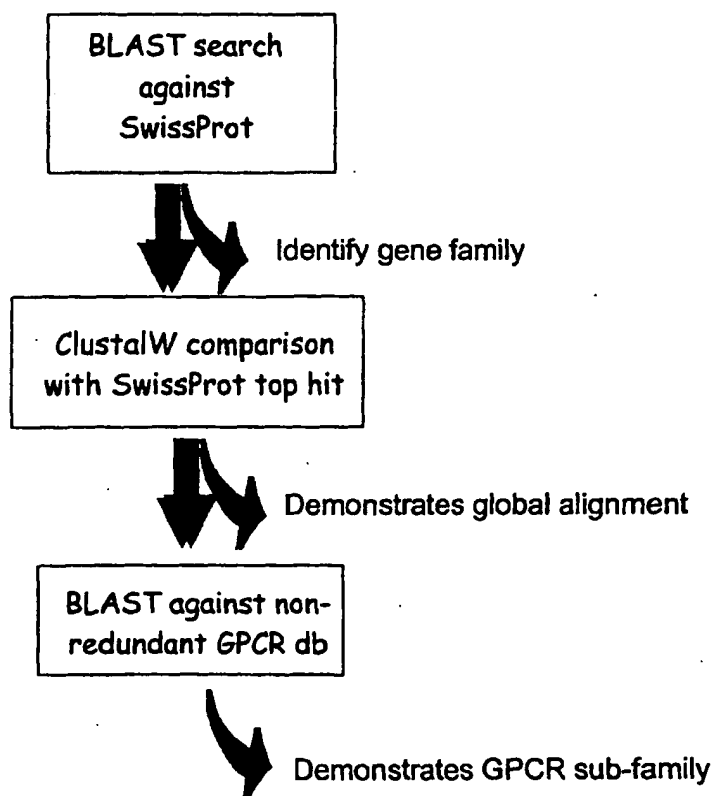 BLAST search
against
SwissProt
Identify gene family
ClustalW comparison
with SwissProt top hit
Demonstrates global alignment
BLAST against non-
redundant GPCR db
Demonstrates GPCR sub-family